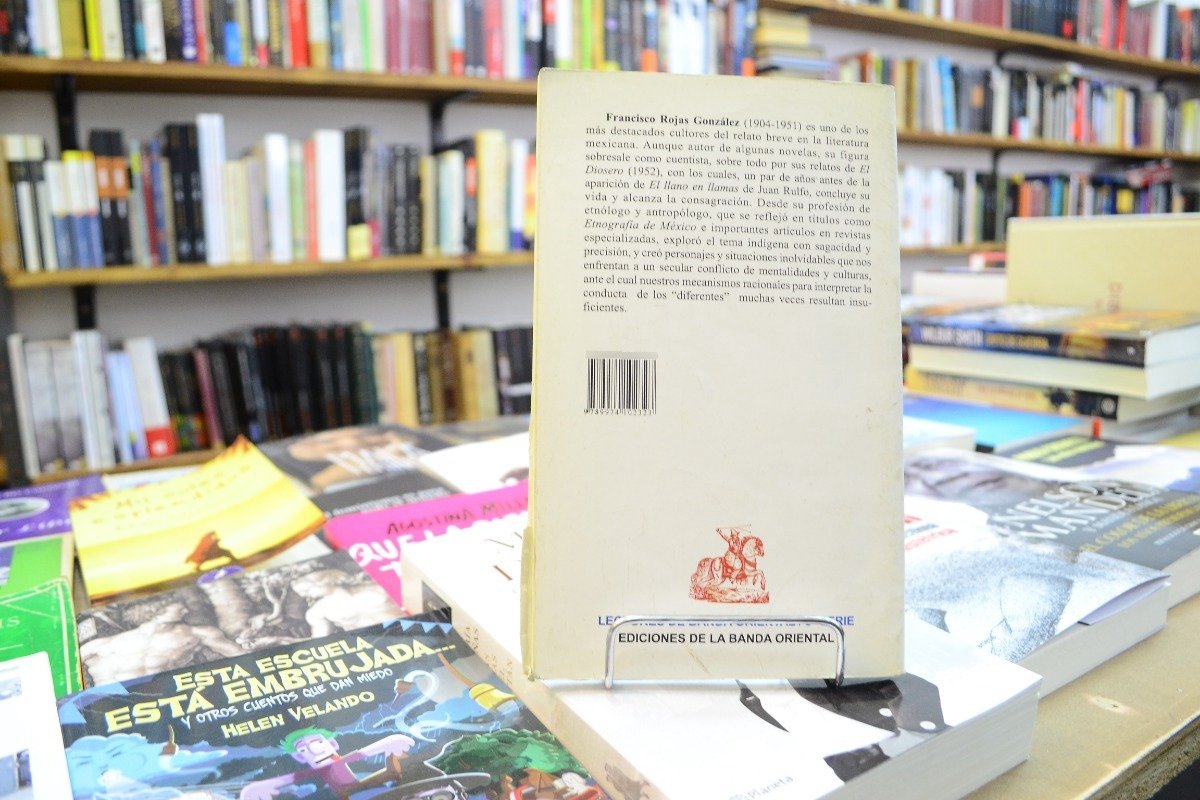 Francisco Rojas González (1904-1951) es uno de los
más destacados cultores del relato breve en la literatura
mexicana. Aunque autor de algunas novelas, su figura
sobresale como cuentista, sobre todo por sus relatos de El
Diosero (1952), con los cuales, un par de años antes de la
aparición de El llano en llamas de Juan Rulfo, concluye su
vida y alcanza la consagración. Desde su profesión de
etnólogo y antropólogo, que se reflejó en títulos como
Etnografía de México e importantes artículos en revistas
especializadas, exploró el tema indígena con sagacidad y
precisión, y creó personajes y situaciones inolvidables que nos
enfrentan a un secular conflicto de mentalidades y culturas,
ante el cual nuestros mecanismos racionales para interpretar la
conducta de los "diferentes" muchas veces resultan insu-
ficientes.
EDICIONES DE LA BANDA ORIENTAL
WILBUR SMITH
NELSON
MANDELA
AGOSTINA
QUE
ESTA ESCUELA
ESTÁ EMBRUJADA...
Y OTROS CUENTOS QUE DAN MIEDO
HELEN VELANDO
Planeta